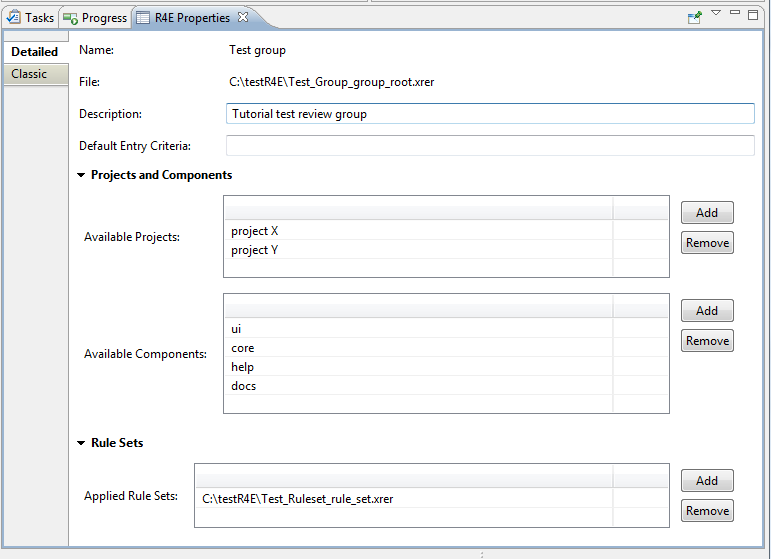 Tasks Progress R4E Properties
Detailed
Classic
Name: Test group
File: C:\testR4E\Test_Group_group_root.xrer
Description: Tutorial test review group
Default Entry Criteria:
Projects and Components
Available Projects:
project X
project Y
Add
Remove
Available Components:
ui
core
help
docs
Add
Remove
Rule Sets
Applied Rule Sets:
C:\testR4E\Test_Ruleset_rule_set.xrer
Add
Remove